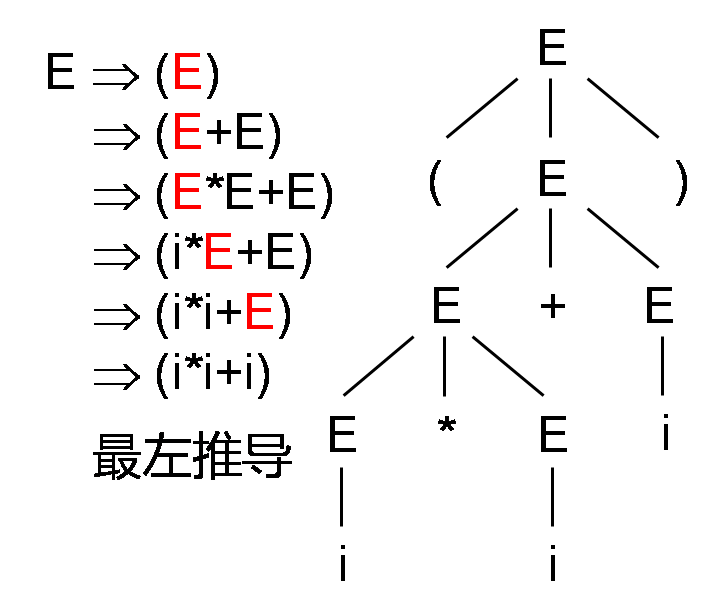 E ⇒ (E)
⇒ (E+E)
⇒ (E*E+E)
⇒ (i*E+E)
⇒ (i*i+E)
⇒ (i*i+i)
最左推导
E
( E )
E + E
E * E i
i i